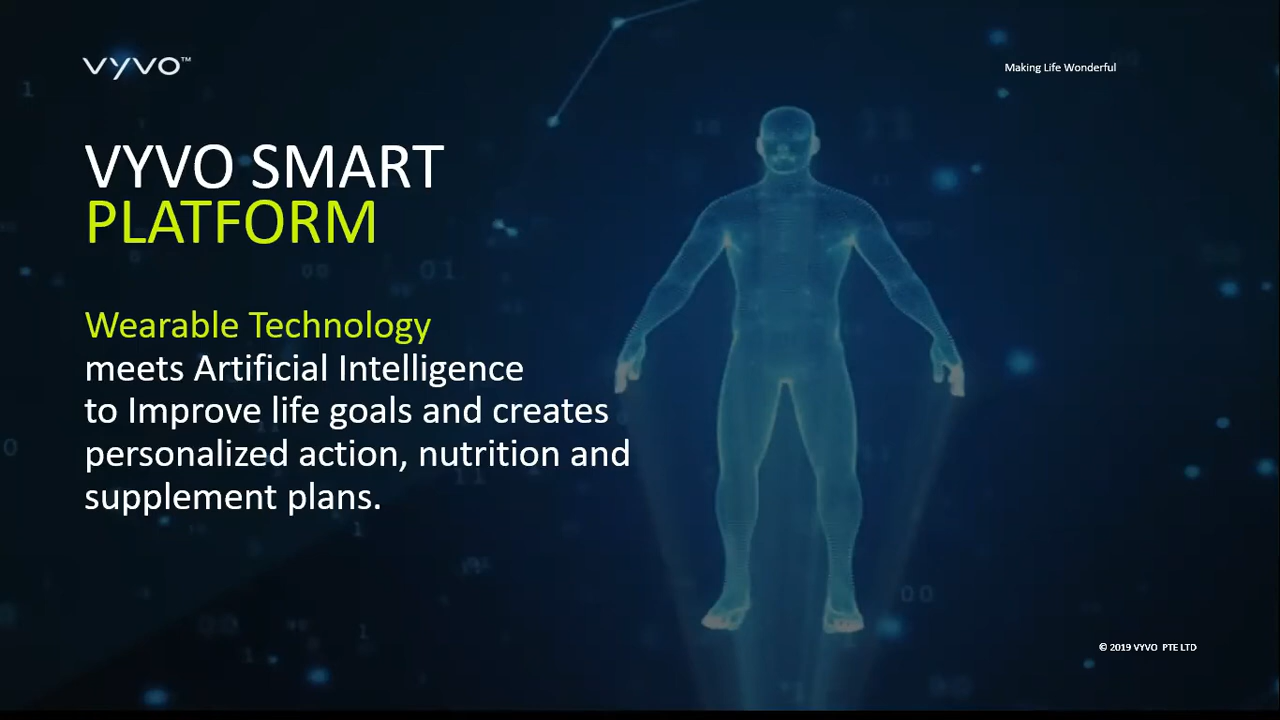 VYVO™
Making Life Wonderful
VYVO SMART
PLATFORM
Wearable Technology
meets Artificial Intelligence
to Improve life goals and creates
personalized action, nutrition and
supplement plans.
© 2019 VYVO PTE LTD